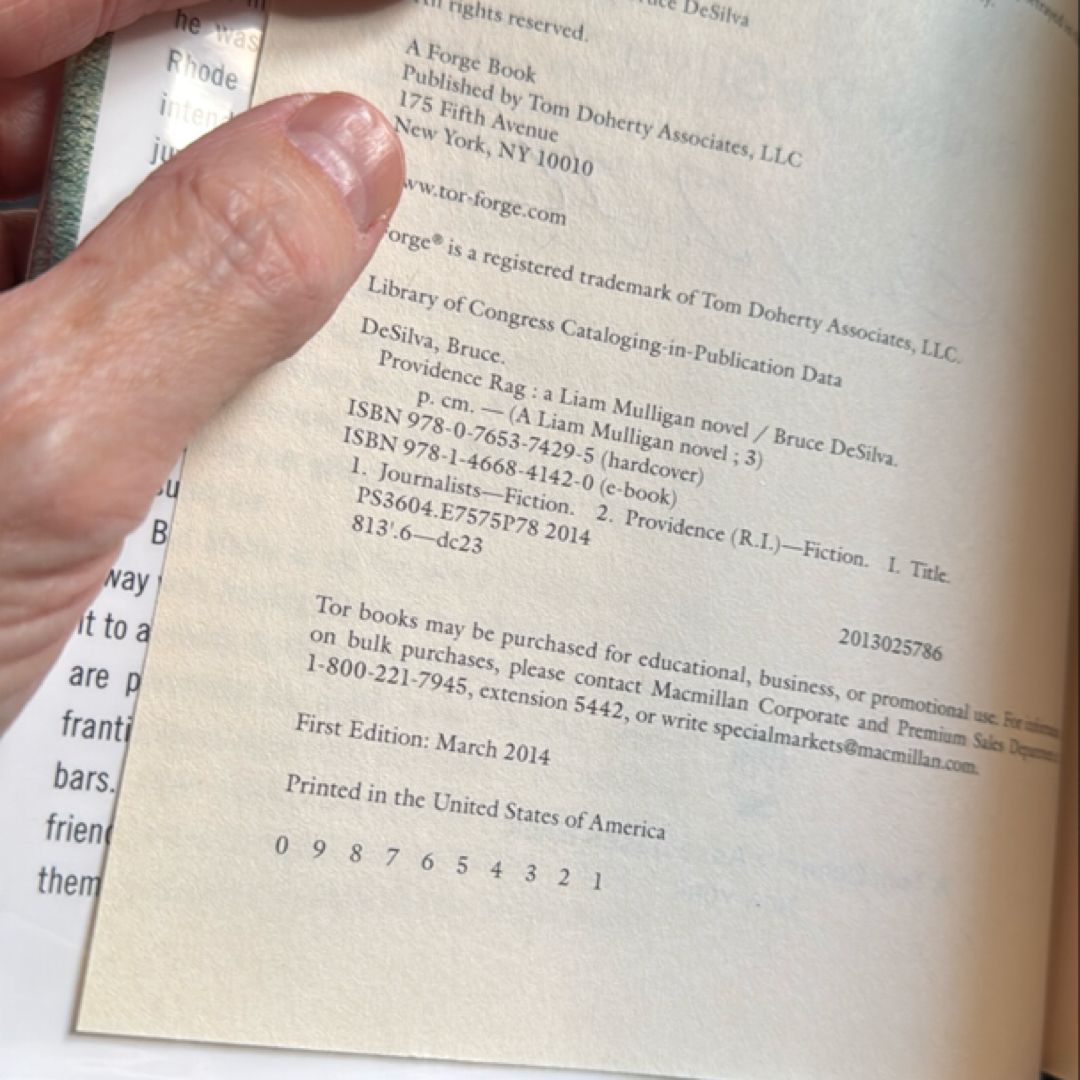 he was
Rhode
inten
ju
B
way
it to a
are p
franti
bars.
frien
them
uce DeSilva
All rights reserved.
A Forge Book
Published by Tom Doherty Associates, LLC
175 Fifth Avenue
New York, NY 10010
ww.tor-forge.com
orge® is a registered trademark of Tom Doherty Associates, LLC.
Library of Congress Cataloging-in-Publication Data
DeSilva, Bruce.
Providence Rag : a Liam Mulligan novel / Bruce DeSilva.
p. cm. — (A Liam Mulligan novel ; 3)
ISBN 978-0-7653-7429-5 (hardcover)
ISBN 978-1-4668-4142-0 (e-book)
1. Journalists—Fiction. 2. Providence (R.I.)—Fiction. I. Title.
PS3604.E7575P78 2014
813'.6—dc23
2013025786
Tor books may be purchased for educational, business, or promotional use. For
on bulk purchases, please contact Macmillan Corporate and Premium Sales
1-800-221-7945, extension 5442, or write specialmarkets@macmillan.com.
First Edition: March 2014
Printed in the United States of America
0 9 8 7 6 5 4 3 2 1